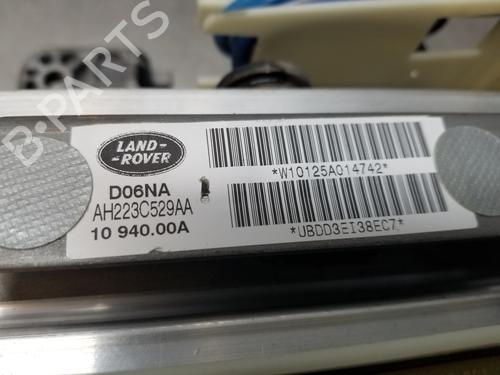 LAND-
-ROVER
D06NA
AH223C529AA
10 940.00A
*W10125A014742*
*UBDD3EI38EC7*
B-PARTS